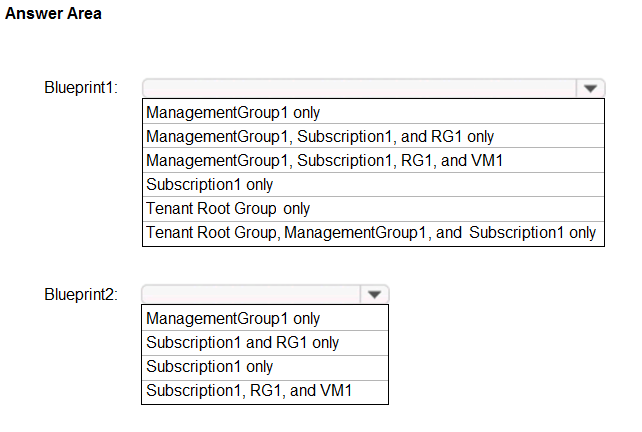 Answer Area
Blueprint1:
ManagementGroup1 only
ManagementGroup1, Subscription1, and RG1 only
ManagementGroup1, Subscription1, RG1, and VM1
Subscription1 only
Tenant Root Group only
Tenant Root Group, ManagementGroup1, and Subscription1 only
Blueprint2:
ManagementGroup1 only
Subscription1 and RG1 only
Subscription1 only
Subscription1, RG1, and VM1